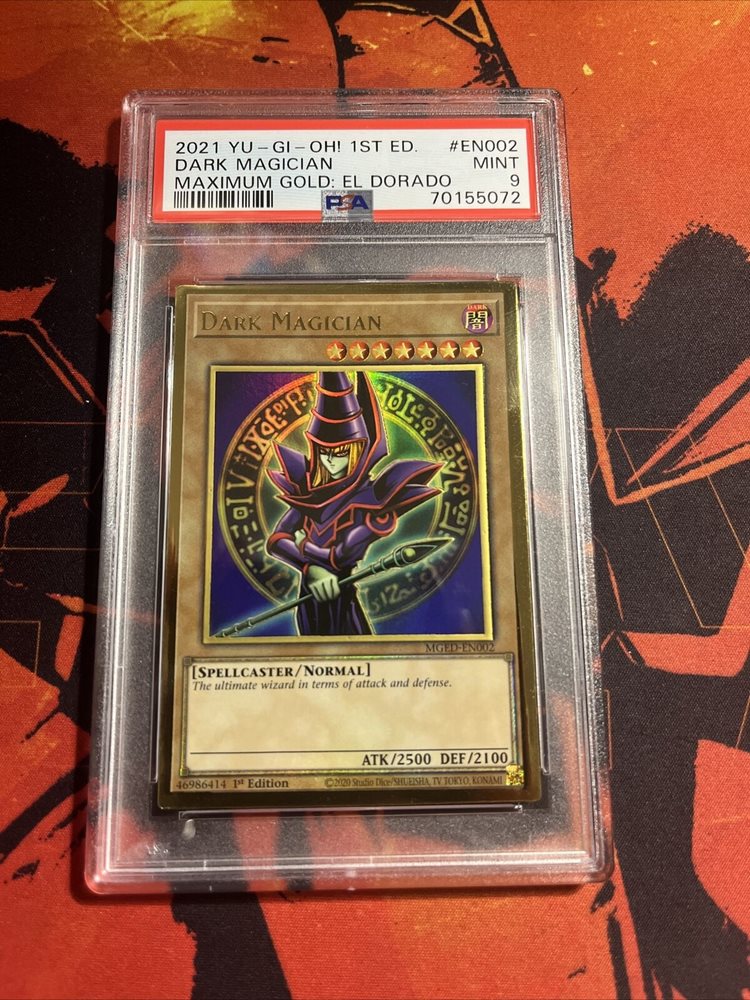 2021 YU-GI-OH! 1ST ED. #EN002
DARK MAGICIAN MINT
MAXIMUM GOLD: EL DORADO 9
PSA 70155072
DARK MAGICIAN
DARK
闇
MGED-EN002
[SPELLCASTER/NORMAL]
The ultimate wizard in terms of attack and defense.
ATK/2500 DEF/2100
46986414 1st Edition ©2020 Studio Dice/SHUEISHA, TV TOKYO, KONAMI